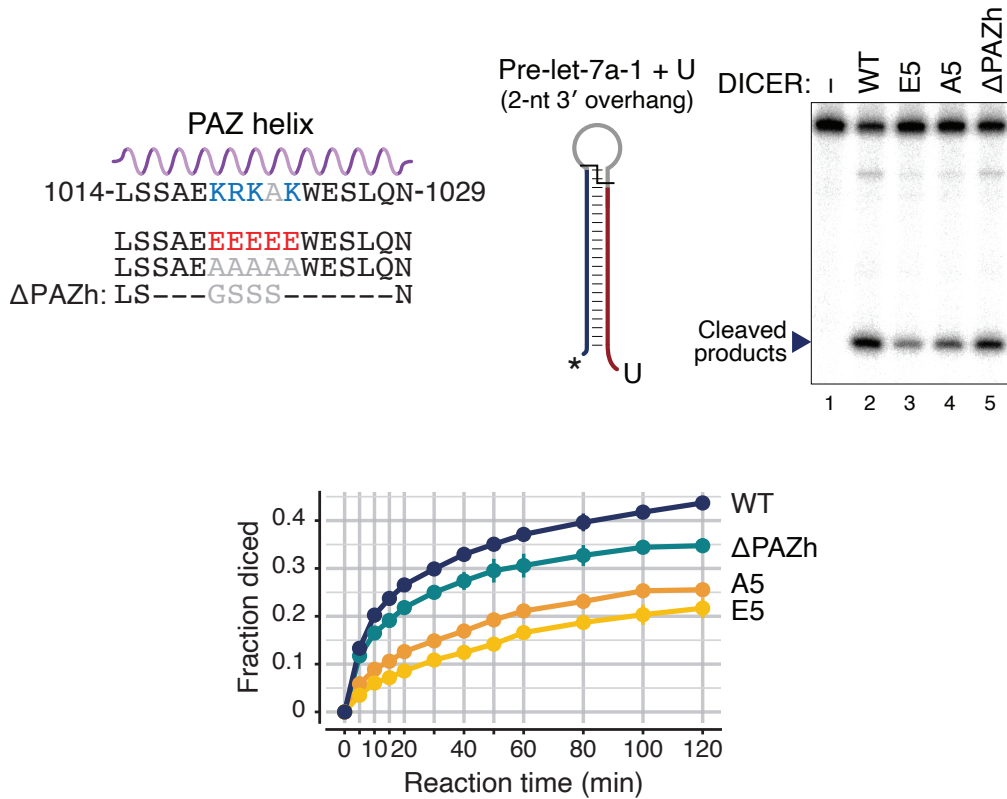 PAZ helix
1014-LSSAEKRKAKWESLQN-1029
LSSAEEEEEEWESLQN
LSSAEAAAAAWESLQN
ΔPAZh: LS---GSSS------N
Pre-let-7a-1 + U
(2-nt 3′ overhang)
*
U
DICER: – WT E5 A5 ΔPAZh
Cleaved
products
1 2 3 4 5
Fraction diced
0.4
0.3
0.2
0.1
0
WT
ΔPAZh
A5
E5
0 10 20 40 60 80 100 120
Reaction time (min)